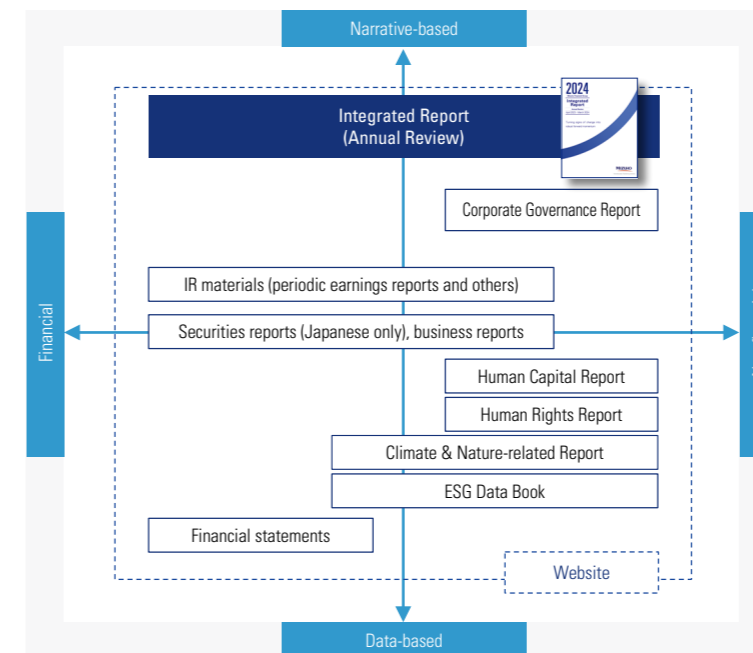 Narrative-based
2024
Integrated
Report
Integrated Report
(Annual Review)
Corporate Governance Report
IR materials (periodic earnings reports and others)
Financial
Securities reports (Japanese only), business reports
Human Capital Report
Human Rights Report
Climate & Nature-related Report
ESG Data Book
Financial statements
Website
Data-based